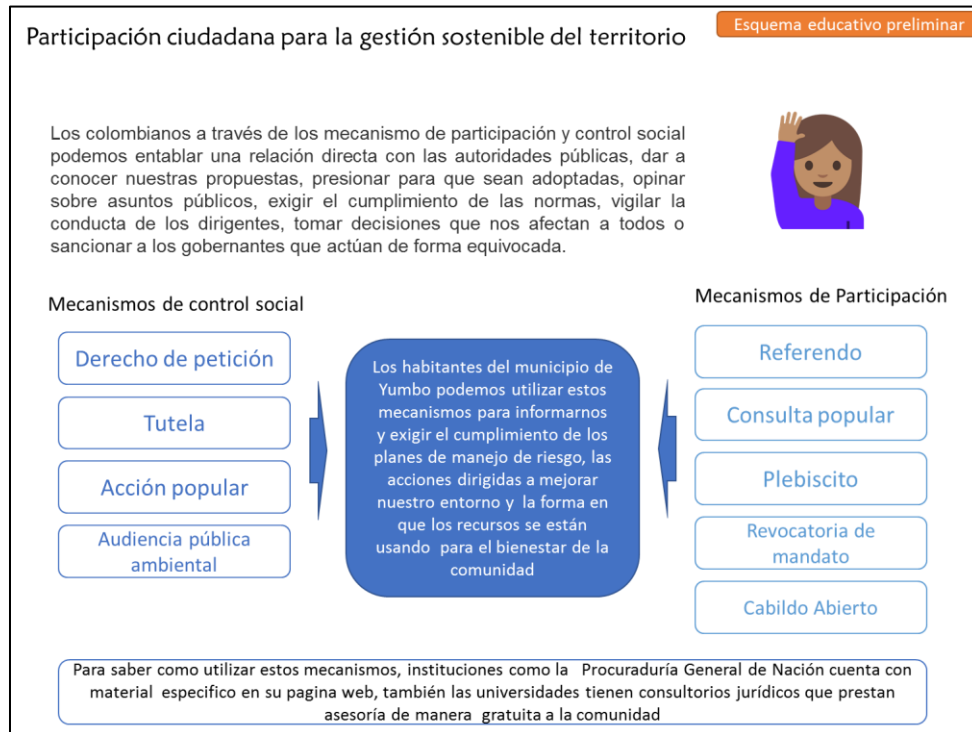 Participación ciudadana para la gestión sostenible del territorio
Esquema educativo preliminar
Los colombianos a través de los mecanismo de participación y control social
podemos entablar una relación directa con las autoridades públicas, dar a
conocer nuestras propuestas, presionar para que sean adoptadas, opinar
sobre asuntos públicos, exigir el cumplimiento de las normas, vigilar la
conducta de los dirigentes, tomar decisiones que nos afectan a todos o
sancionar a los gobernantes que actúan de forma equivocada.
Mecanismos de control social
Derecho de petición
Tutela
Acción popular
Audiencia pública
ambiental
Los habitantes del municipio de
Yumbo podemos utilizar estos
mecanismos para informarnos
y exigir el cumplimiento de los
planes de manejo de riesgo, las
acciones dirigidas a mejorar
nuestro entorno y la forma en
que los recursos se están
usando para el bienestar de la
comunidad
Mecanismos de Participación
Referendo
Consulta popular
Plebiscito
Revocatoria de
mandato
Cabildo Abierto
Para saber como utilizar estos mecanismos, instituciones como la Procuraduría General de Nación cuenta con
material especifico en su pagina web, también las universidades tienen consultorios jurídicos que prestan
asesoría de manera gratuita a la comunidad